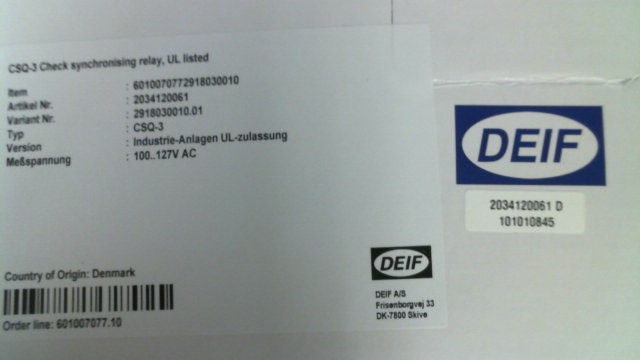 CSQ-3 Check synchronising relay, UL listed
Item : 6010070772918030010
Artikel Nr. : 2034120061
Variant Nr. : 2918030010.01
Typ : CSQ-3
Version : Industrie-Anlagen UL-zulassung
Meßspannung : 100..127V AC
Country of Origin: Denmark
Order line: 601007077.10
DEIF
DEIF A/S
Frisenborgvej 33
DK-7800 Skive
DEIF
2034120061 D
101010845